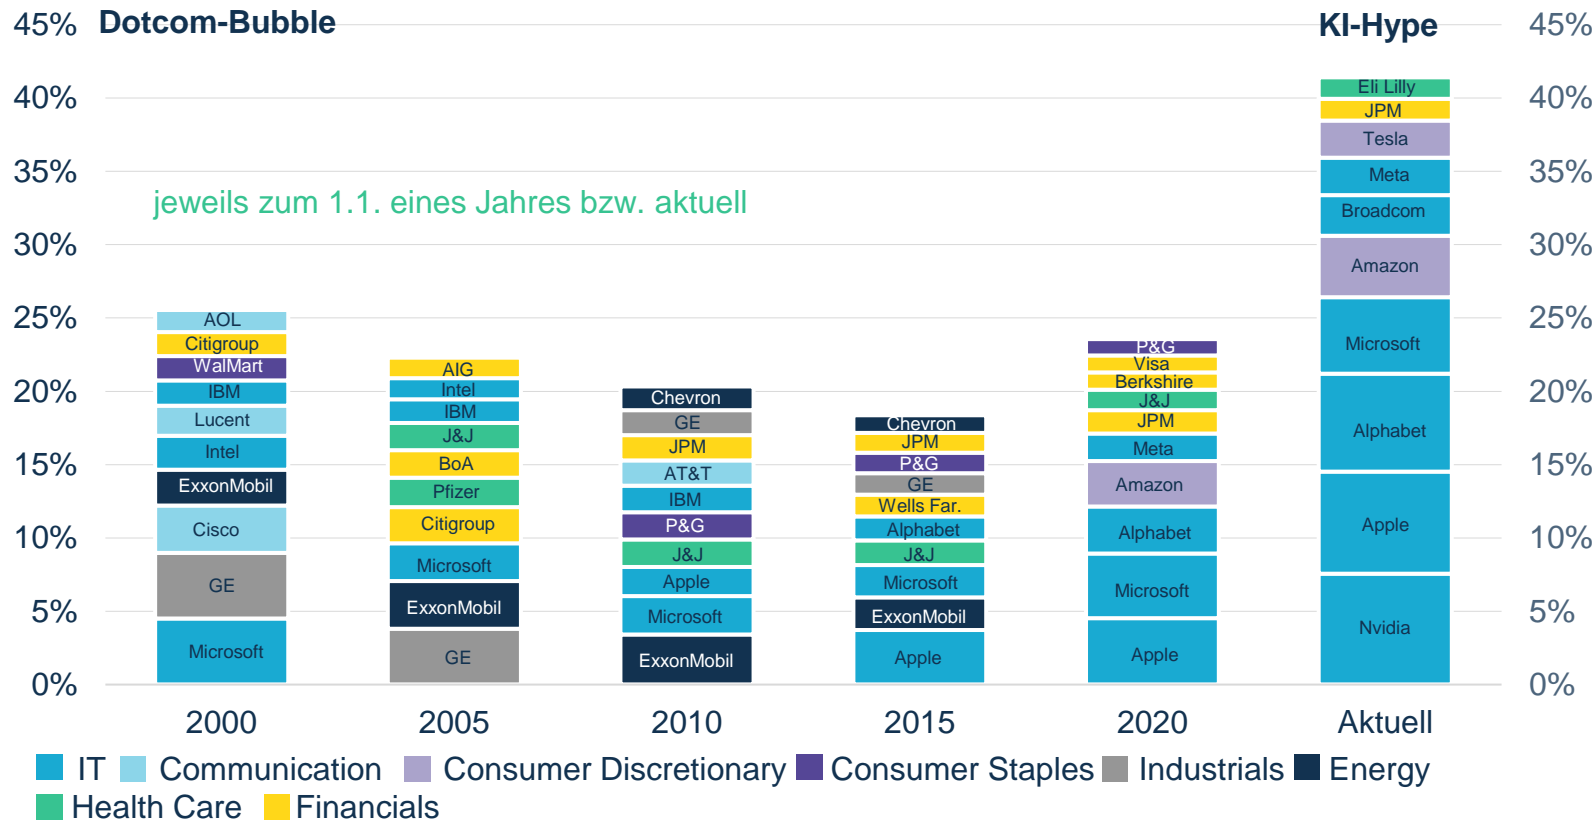 Dotcom-Bubble
KI-Hype
45%
40%
35%
30%
25%
20%
15%
10%
5%
0%
45%
40%
35%
30%
25%
20%
15%
10%
5%
0%
jeweils zum 1.1. eines Jahres bzw. aktuell
AOL
Citigroup
WalMart
IBM
Lucent
Intel
ExxonMobil
Cisco
GE
Microsoft
AIG
Intel
IBM
J&J
BoA
Pfizer
Citigroup
Microsoft
ExxonMobil
GE
Chevron
GE
JPM
AT&T
IBM
P&G
J&J
Apple
Microsoft
ExxonMobil
Chevron
JPM
P&G
GE
Wells Far.
Alphabet
J&J
Microsoft
ExxonMobil
Apple
P&G
Visa
Berkshire
J&J
JPM
Meta
Amazon
Alphabet
Microsoft
Apple
Eli Lilly
JPM
Tesla
Meta
Broadcom
Amazon
Microsoft
Alphabet
Apple
Nvidia
2000 2005 2010 2015 2020 Aktuell
IT Communication Consumer Discretionary Consumer Staples Industrials Energy
Health Care Financials